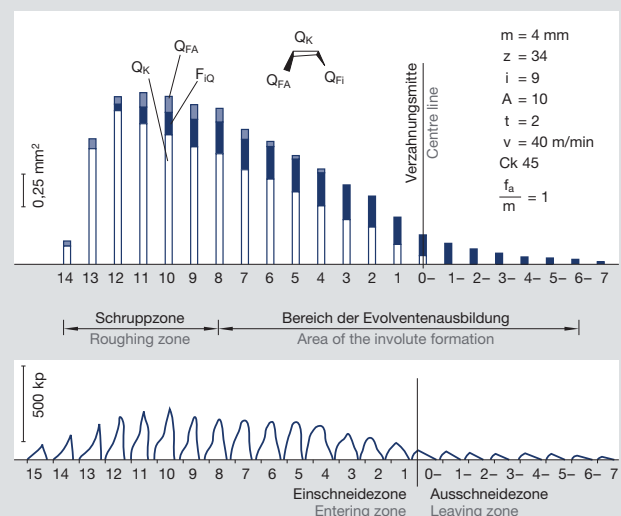 Q_K
Q_FA
Q_K
F_iQ
Q_FA
Q_Fi
m = 4 mm
z = 34
i = 9
A = 10
t = 2
v = 40 m/min
Ck 45
f_a
m
= 1
Verzahnungsmitte
Centre line
0,25 mm²
14 13 12 11 10 9 8 7 6 5 4 3 2 1 0– 1– 2– 3– 4– 5– 6– 7
Schruppzone
Roughing zone
Bereich der Evolventenausbildung
Area of the involute formation
500 kp
15 14 13 12 11 10 9 8 7 6 5 4 3 2 1 0– 1– 2– 3– 4– 5– 6– 7
Einschneidezone
Entering zone
Ausschneidezone
Leaving zone